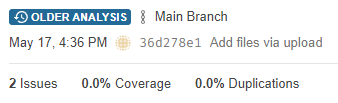 OLDER ANALYSIS Main Branch
May 17, 4:36 PM 36d278e1 Add files via upload
2 Issues 0.0% Coverage 0.0% Duplications